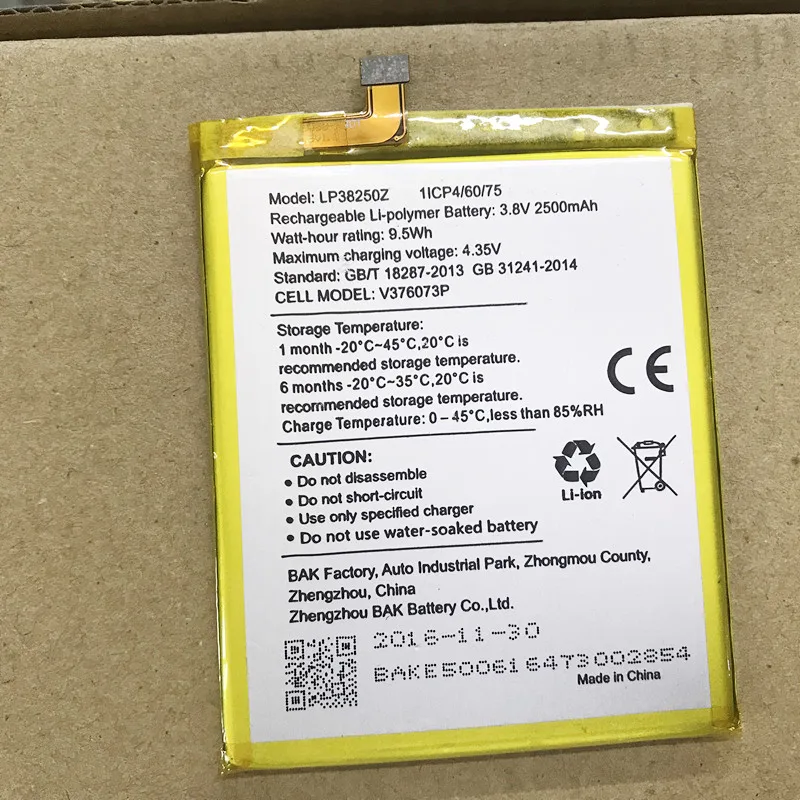 Model: LP38250Z 1ICP4/60/75
Rechargeable Li-polymer Battery: 3.8V 2500mAh
Watt-hour rating: 9.5Wh
Maximum charging voltage: 4.35V
Standard: GB/T 18287-2013 GB 31241-2014
CELL MODEL: V376073P
Storage Temperature:
1 month -20°C~45°C,20°C is
recommended storage temperature.
6 months -20°C~35°C,20°C is
recommended storage temperature.
Charge Temperature: 0 – 45°C,less than 85%RH
CE
CAUTION:
• Do not disassemble
• Do not short-circuit
• Use only specified charger
• Do not use water-soaked battery
Li-ion
BAK Factory, Auto Industrial Park, Zhongmou County,
Zhengzhou, China
Zhengzhou BAK Battery Co.,Ltd.
2016-11-30
BAKE5006164T3002854
Made in China